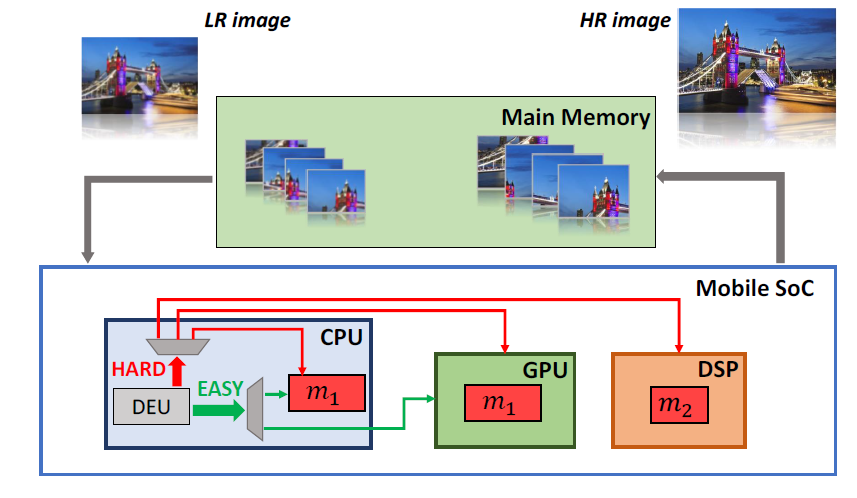 LR image
HR image
Main Memory
Mobile SoC
CPU
HARD
EASY
DEU
m₁
GPU
m₁
DSP
m₂